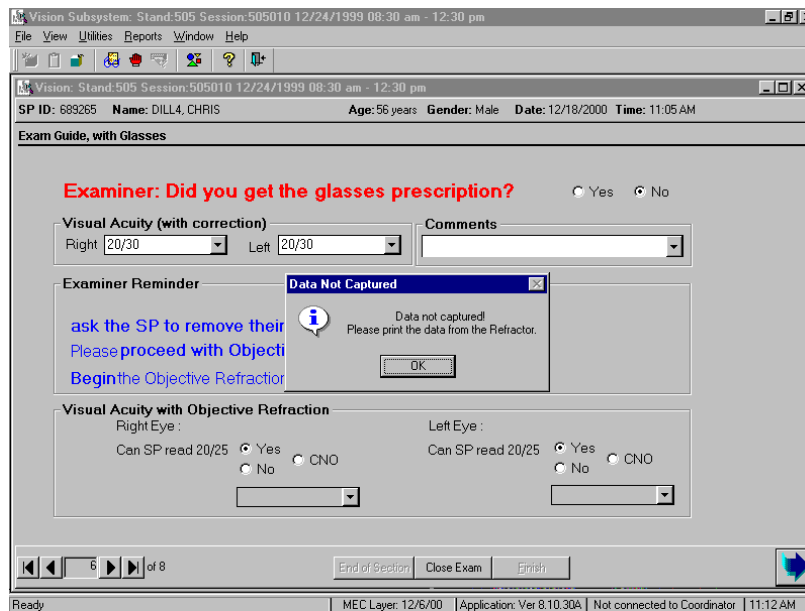 Vision Subsystem: Stand:505 Session:505010 12/24/1999 08:30 am - 12:30 pm
File View Utilities Reports Window Help
Vision: Stand:505 Session:505010 12/24/1999 08:30 am - 12:30 pm
SP ID: 689265 Name: DILL4, CHRIS Age: 56 years Gender: Male Date: 12/18/2000 Time: 11:05 AM
Exam Guide, with Glasses
Examiner: Did you get the glasses prescription? Yes No
Visual Acuity (with correction)
Right 20/30 Left 20/30
Comments
Examiner Reminder
ask the SP to remove their
Please proceed with Objecti
Begin the Objective Refraction
Data Not Captured
Data not captured!
Please print the data from the Refractor.
OK
Visual Acuity with Objective Refraction
Right Eye : Left Eye :
Can SP read 20/25 Yes No CNO Can SP read 20/25 Yes No CNO
6 of 8 End of Section Close Exam Finish
Ready MEC Layer: 12/6/00 Application: Ver 8.10.30A Not connected to Coordinator 11:12 AM